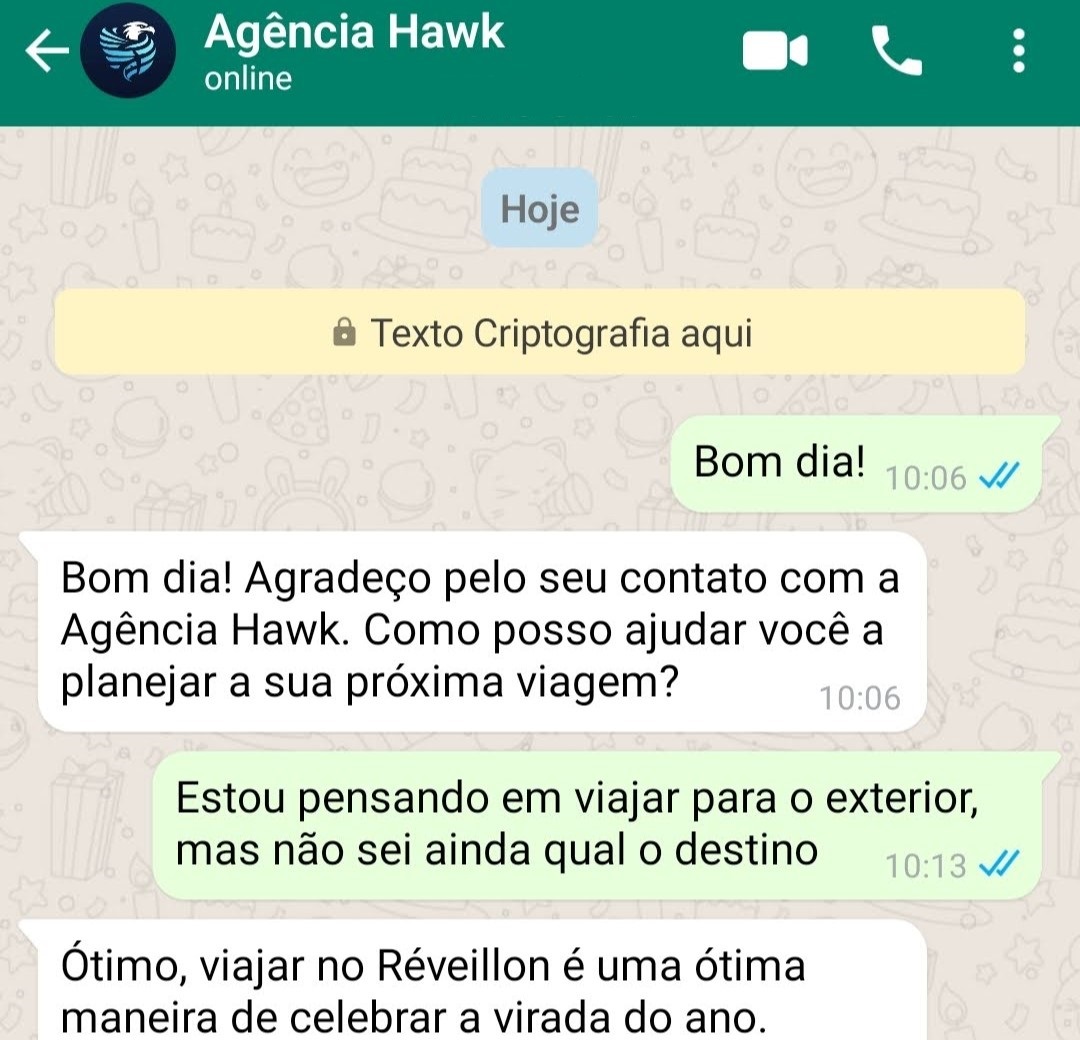 Agência Hawk
online
Hoje
Texto Criptografia aqui
Bom dia! 10:06
Bom dia! Agradeço pelo seu contato com a
Agência Hawk. Como posso ajudar você a
planejar a sua próxima viagem? 10:06
Estou pensando em viajar para o exterior,
mas não sei ainda qual o destino 10:13
Ótimo, viajar no Réveillon é uma ótima
maneira de celebrar a virada do ano.